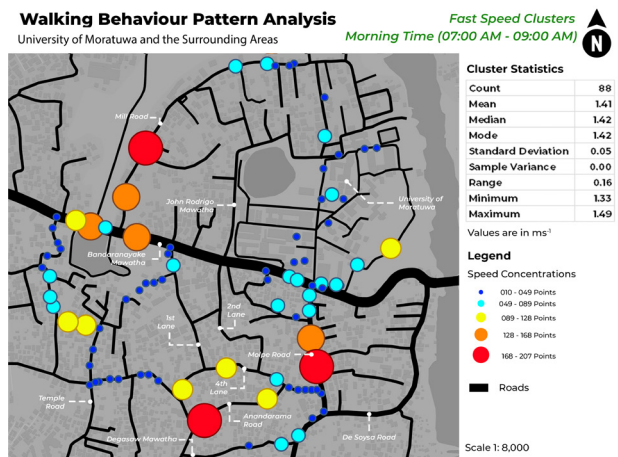 Walking Behaviour Pattern Analysis
University of Moratuwa and the Surrounding Areas
Fast Speed Clusters
Morning Time (07:00 AM - 09:00 AM)
N
Mill Road
John Rodrigo
Mawatha
University of
Moratuwa
Bandaranayake
Mawatha
2nd
Lane
1st
Lane
Molpe Road
4th
Lane
Temple
Road
Anandarama
Road
De Soysa Road
Degasaw Mawatha
Cluster Statistics
Count 88
Mean 1.41
Median 1.42
Mode 1.42
Standard Deviation 0.05
Sample Variance 0.00
Range 0.16
Minimum 1.33
Maximum 1.49
Values are in ms⁻¹
Legend
Speed Concentrations
010 - 049 Points
049 - 089 Points
089 - 128 Points
128 - 168 Points
168 - 207 Points
Roads
Scale 1: 8,000